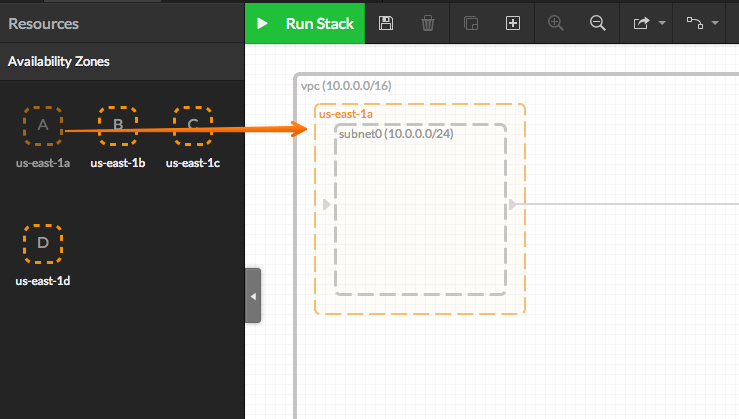 Resources
Run Stack
Availability Zones
A
B
C
us-east-1a
us-east-1b
us-east-1c
D
us-east-1d
vpc (10.0.0.0/16)
us-east-1a
subnet0 (10.0.0.0/24)